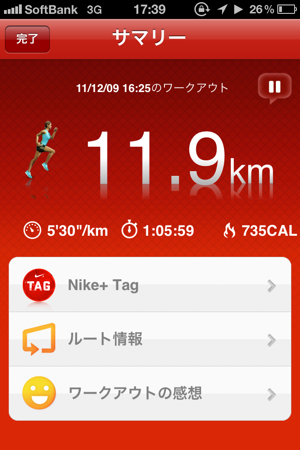 SoftBank 3G 17:39 26%
完了 サマリー
11/12/09 16:25のワークアウト
11.9km
5'30"/km 1:05:59 735CAL
TAG Nike+ Tag
ルート情報
ワークアウトの感想